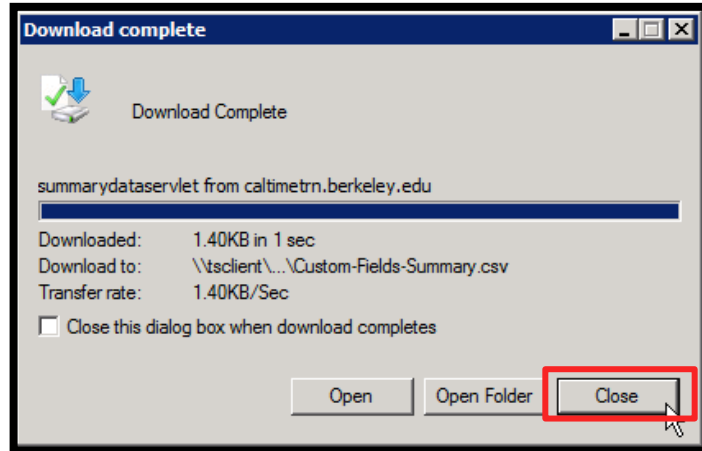 Download complete
Download Complete
summarydataservlet from caltimetrn.berkeley.edu
Downloaded: 1.40KB in 1 sec
Download to: \\tsclient\...\Custom-Fields-Summary.csv
Transfer rate: 1.40KB/Sec
Close this dialog box when download completes
Open Open Folder Close